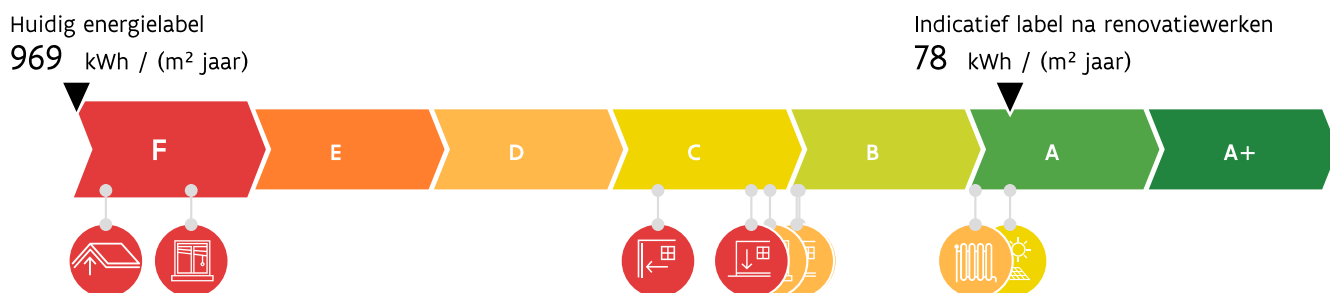 Huidig energielabel
969 kWh / (m² jaar)
Indicatief label na renovatiewerken
78 kWh / (m² jaar)
F E D C B A A+